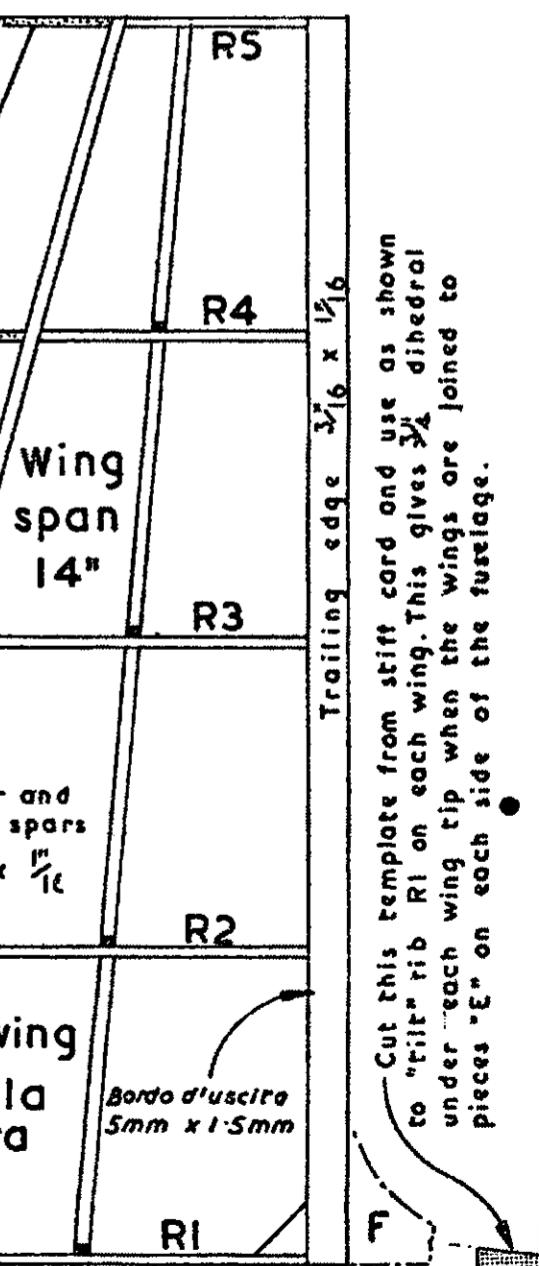 R5
R4
Wing
span
14"
R3
and
spars
R2
wing
Bordo d'uscita
5mm x 1·5mm
R1
F
Trailing edge 3/16" x 1/16"
Cut this template from stiff card and use as shown
to "tilt" rib R1 on each wing. This gives 3/4" dihedral
under each wing tip when the wings are joined to
pieces "E" on each side of the fuselage.